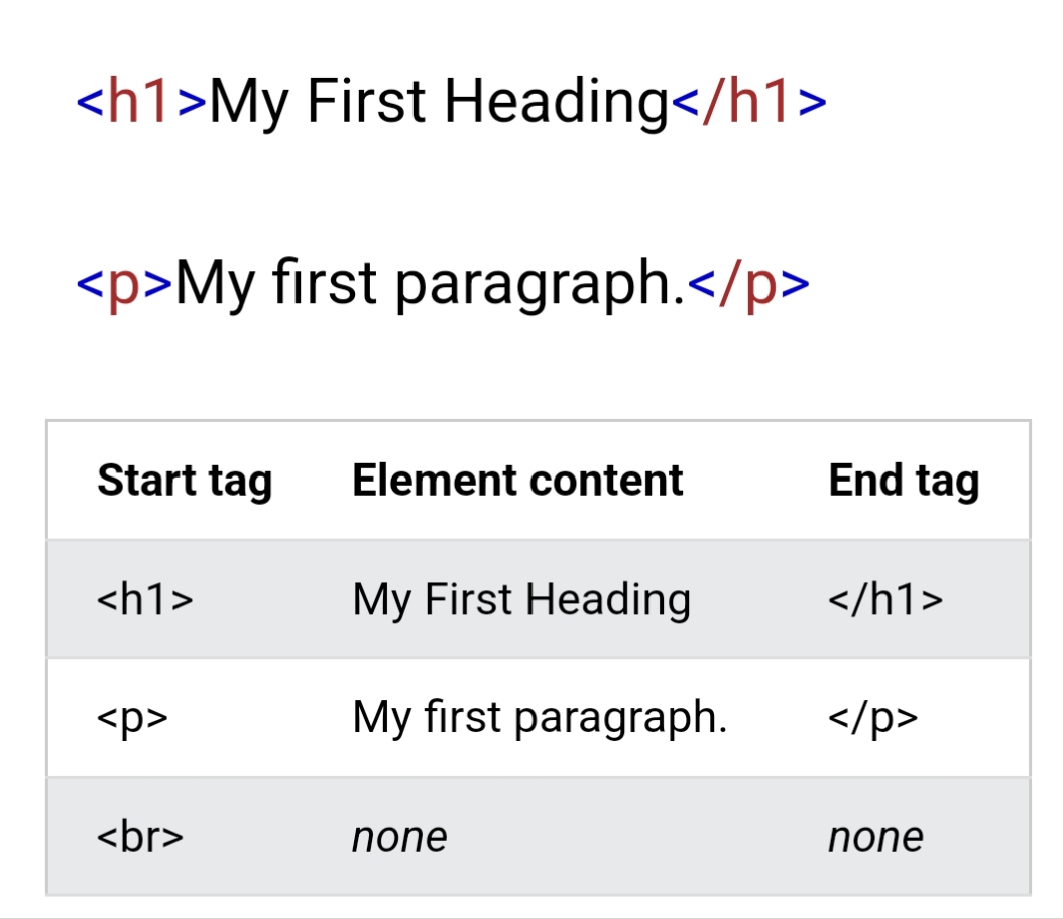 <h1>My First Heading</h1>
<p>My first paragraph.</p>
Start tag Element content End tag
<h1> My First Heading </h1>
<p> My first paragraph. </p>
<br> none none